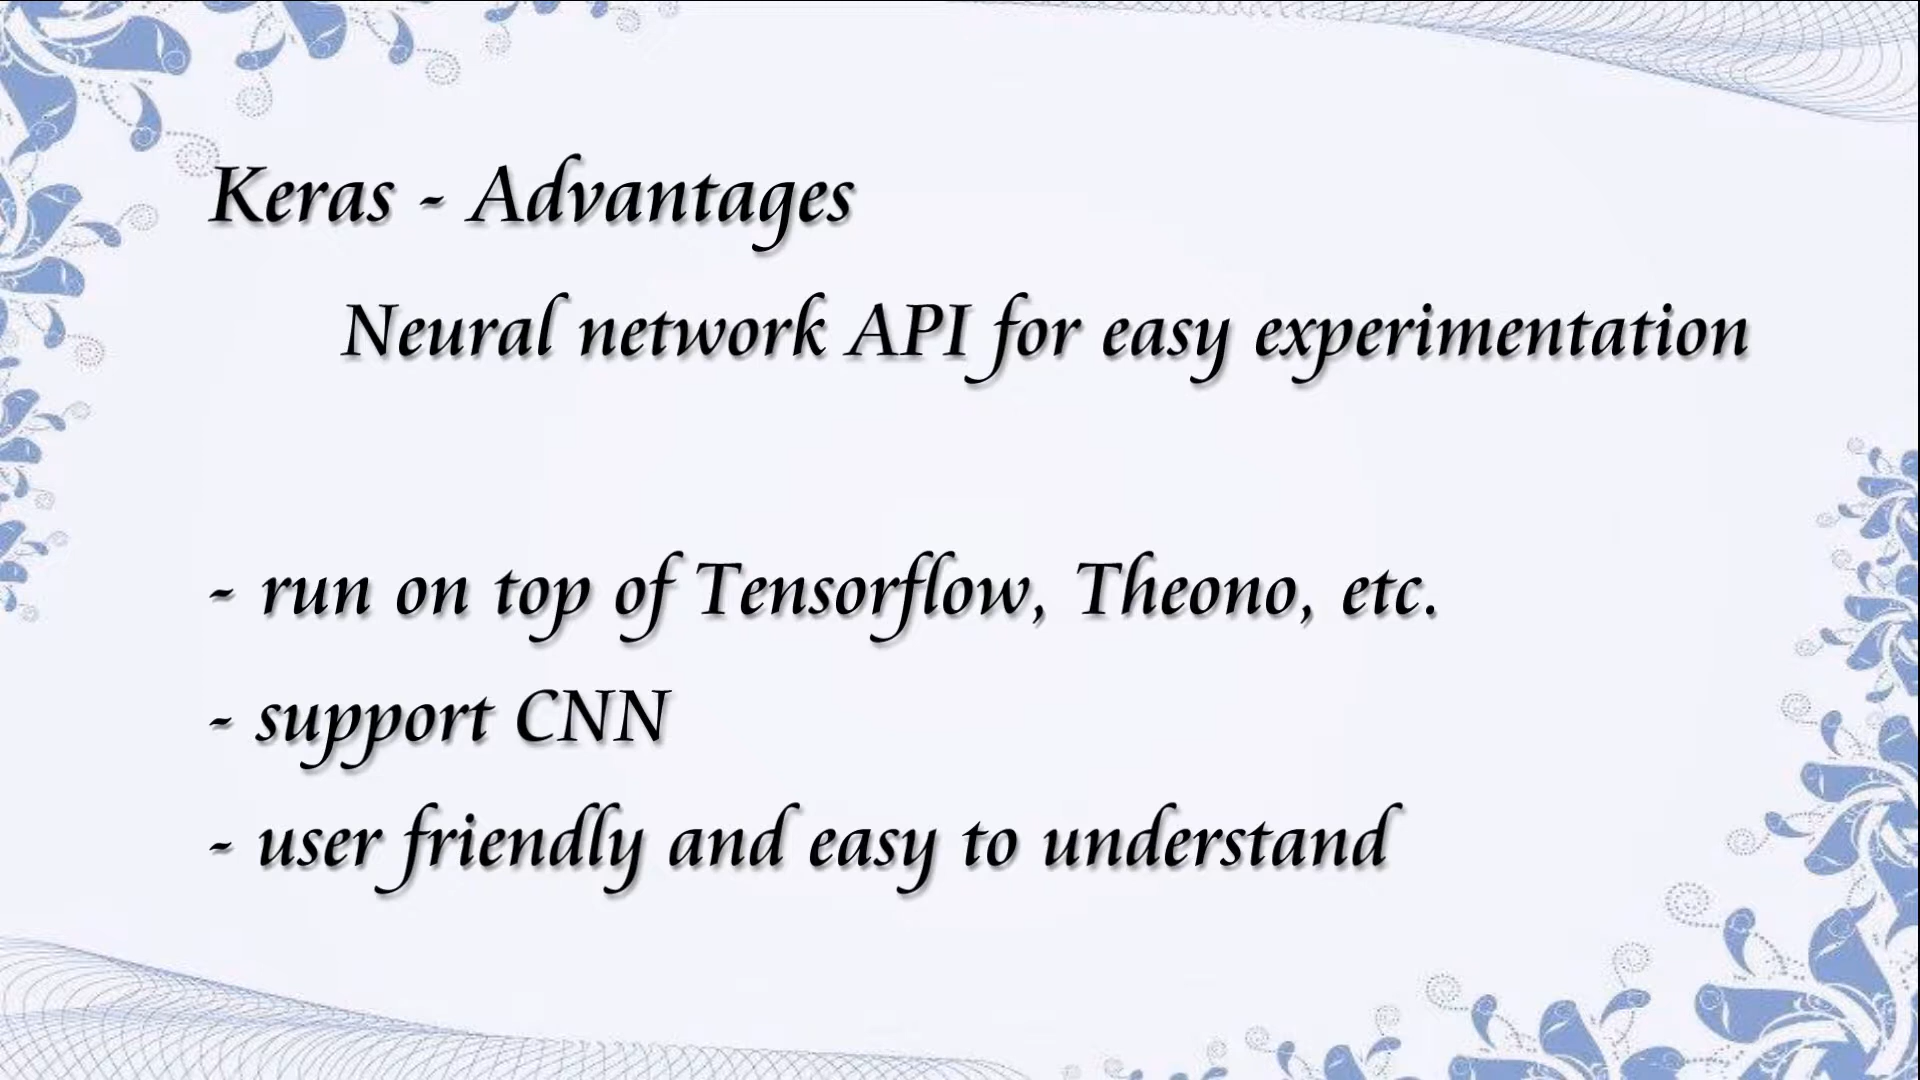 Keras - Advantages
Neural network API for easy experimentation
- run on top of Tensorflow, Theono, etc.
- support CNN
- user friendly and easy to understand